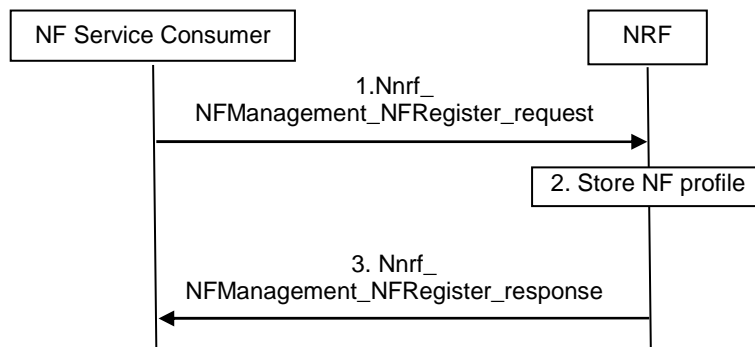 NF Service Consumer
NRF
1.Nnrf_
NFManagement_NFRegister_request
2. Store NF profile
3. Nnrf_
NFManagement_NFRegister_response